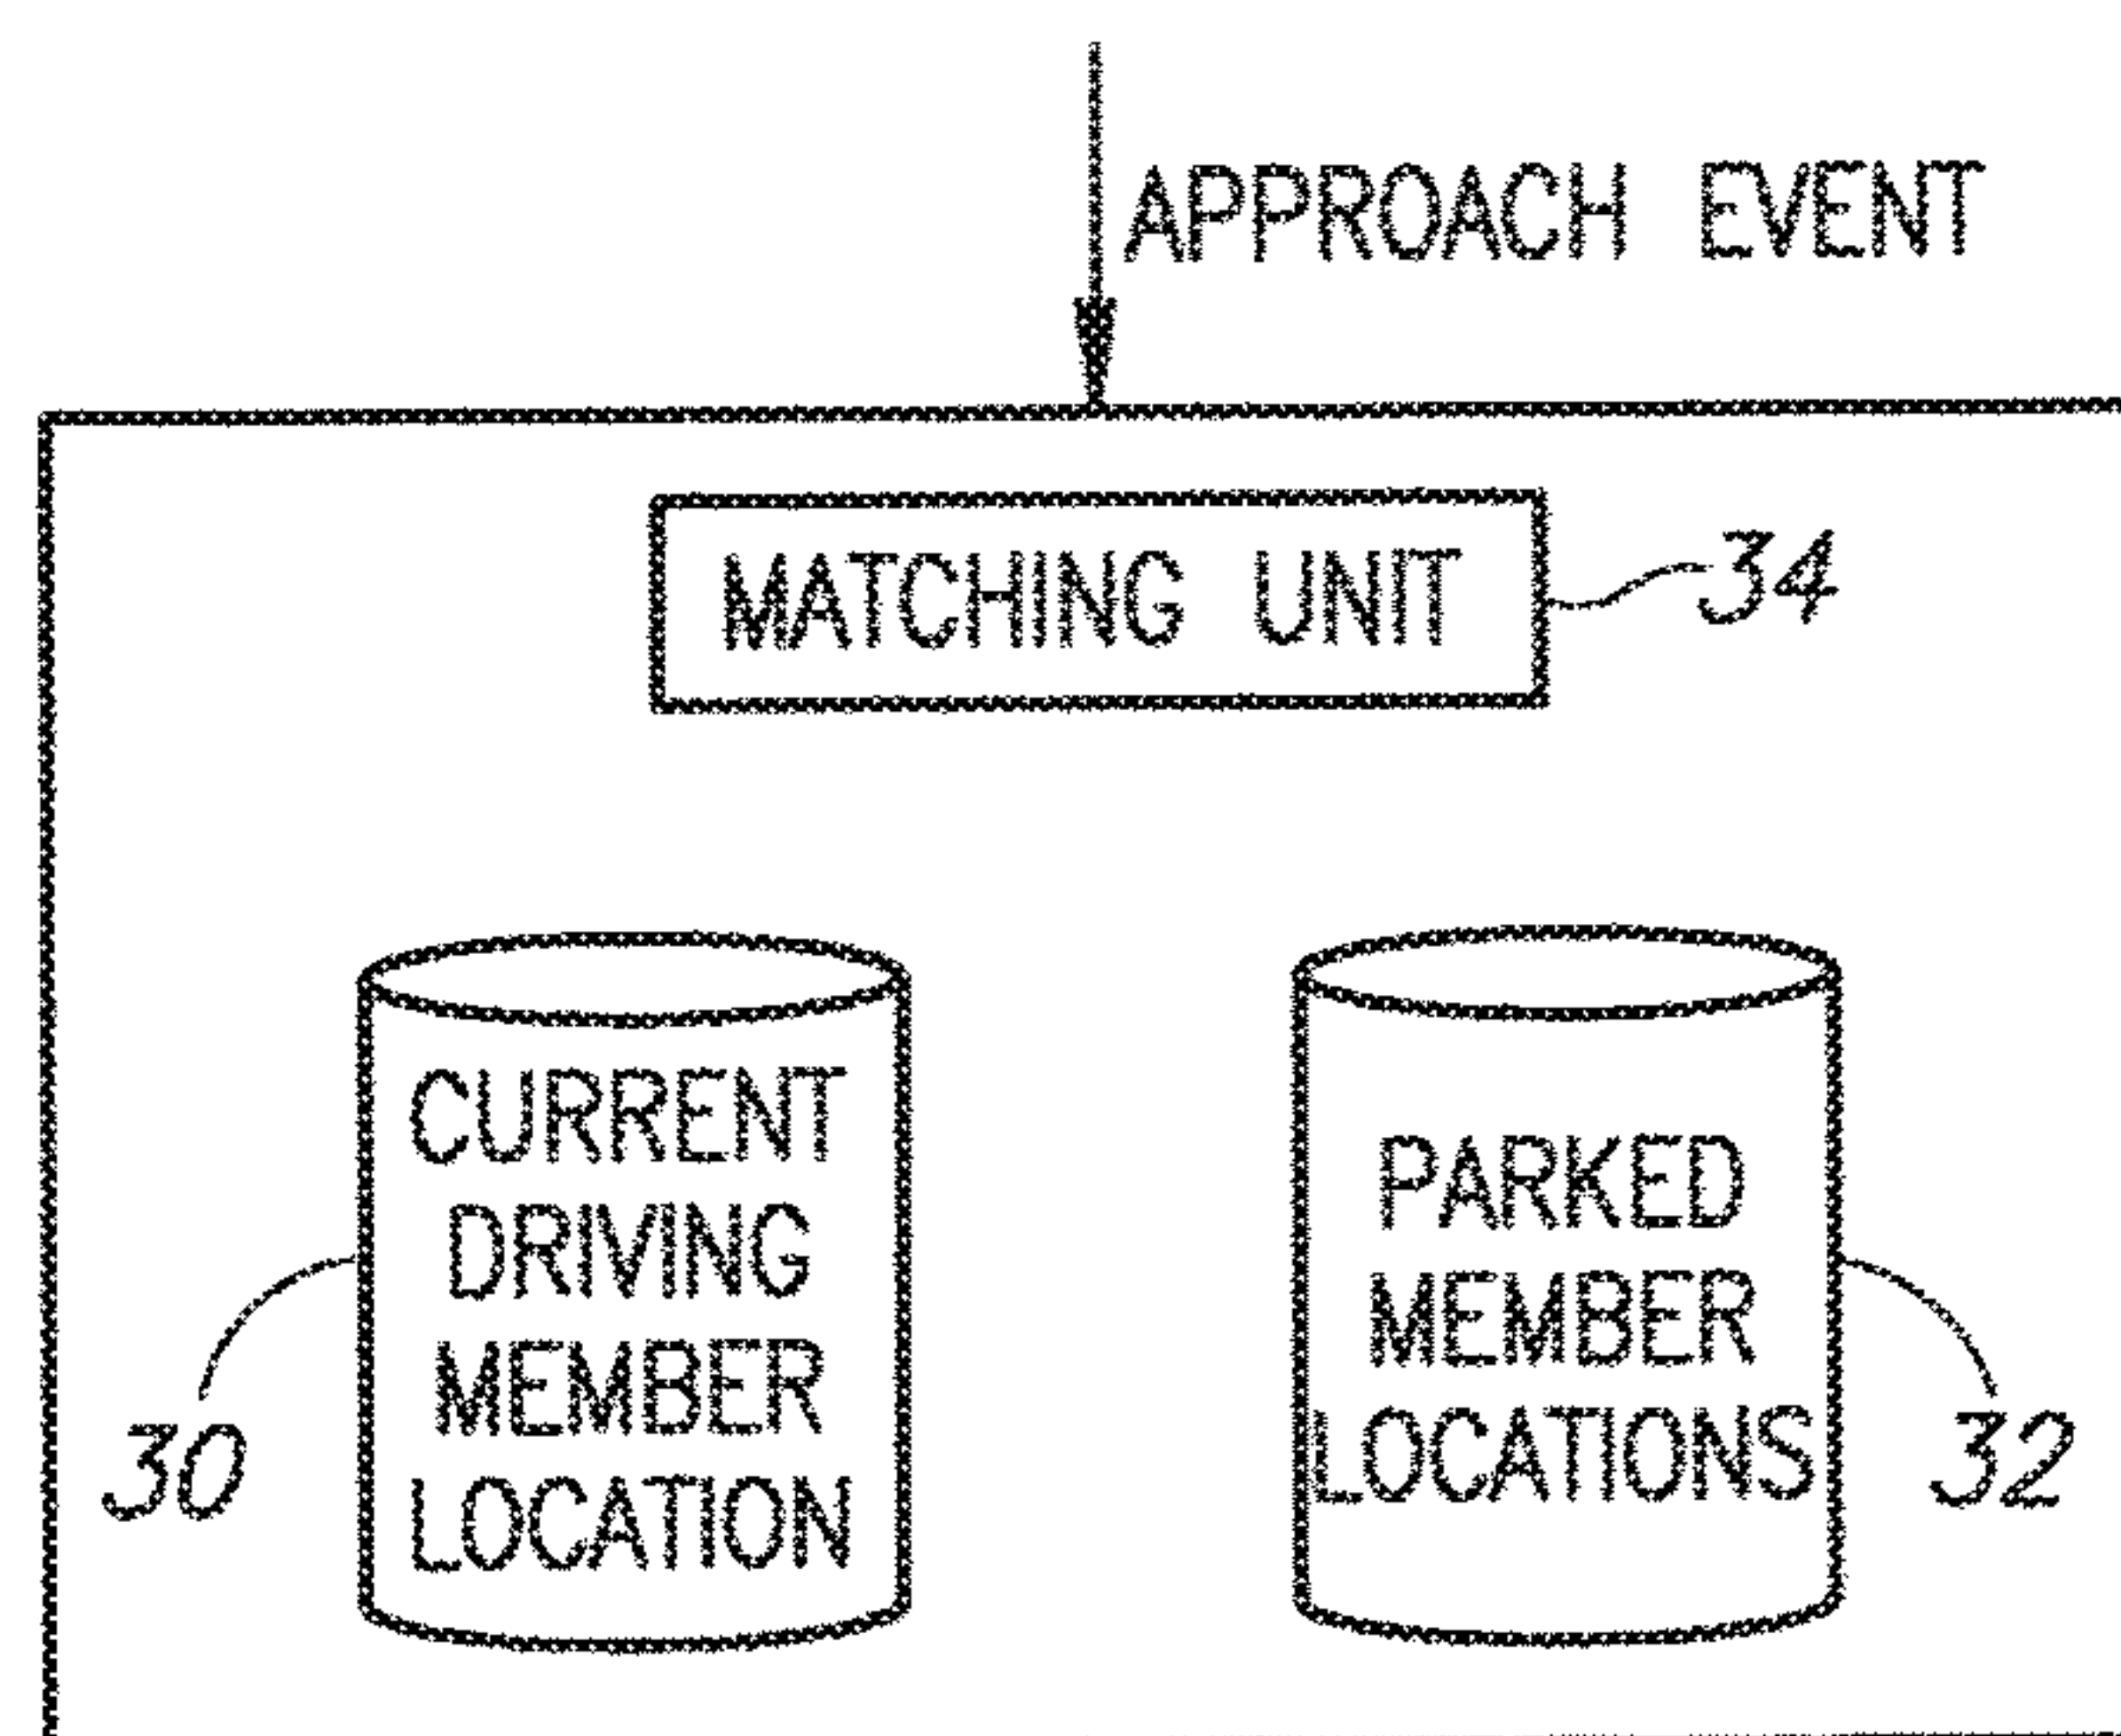 APPROACH EVENT
MATCHING UNIT
34
CURRENT
DRIVING
MEMBER
LOCATION
30
PARKED
MEMBER
LOCATIONS
32